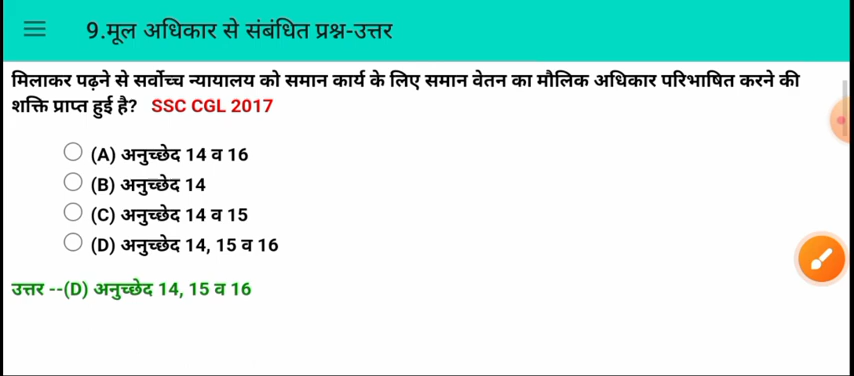 9.मूल अधिकार से संबंधित प्रश्न-उत्तर
मिलाकर पढ़ने से सर्वोच्च न्यायालय को समान कार्य के लिए समान वेतन का मौलिक अधिकार परिभाषित करने की
शक्ति प्राप्त हुई है? SSC CGL 2017
(A) अनुच्छेद 14 व 16
(B) अनुच्छेद 14
(C) अनुच्छेद 14 व 15
(D) अनुच्छेद 14, 15 व 16
उत्तर --(D) अनुच्छेद 14, 15 व 16